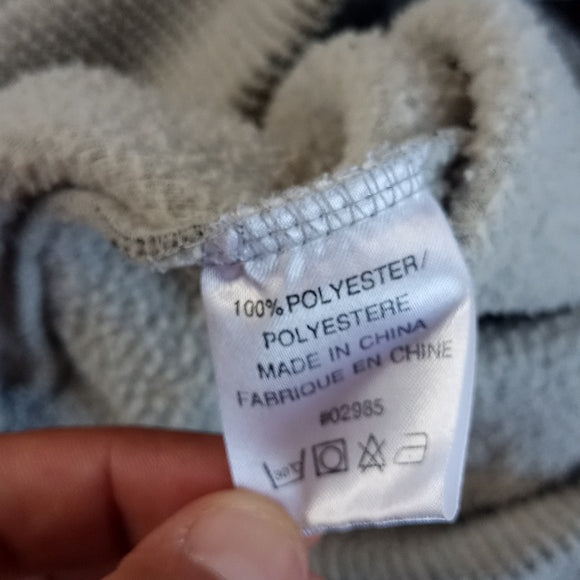 100% POLYESTER/
POLYESTERE
MADE IN CHINA
FABRIQUE EN CHINE
#02985